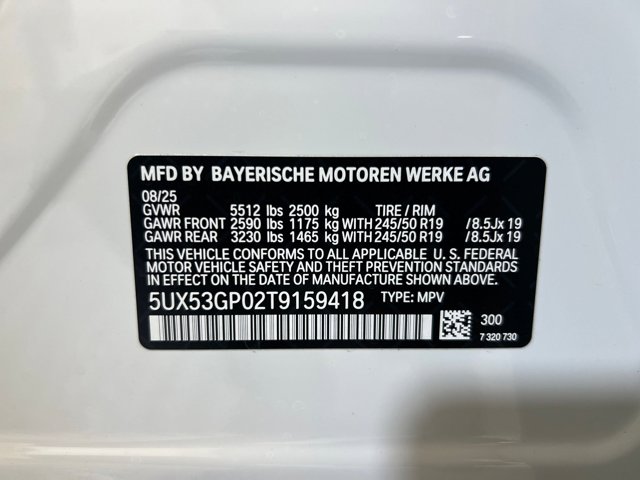 MFD BY BAYERISCHE MOTOREN WERKE AG
08/25
GVWR 5512 lbs 2500 kg TIRE / RIM
GAWR FRONT 2590 lbs 1175 kg WITH 245/50 R19 /8.5Jx 19
GAWR REAR 3230 lbs 1465 kg WITH 245/50 R19 /8.5Jx 19
THIS VEHICLE CONFORMS TO ALL APPLICABLE U. S. FEDERAL
MOTOR VEHICLE SAFETY AND THEFT PREVENTION STANDARDS
IN EFFECT ON THE DATE OF MANUFACTURE SHOWN ABOVE.
5UX53GP02T9159418 TYPE: MPV
300
7 320 730